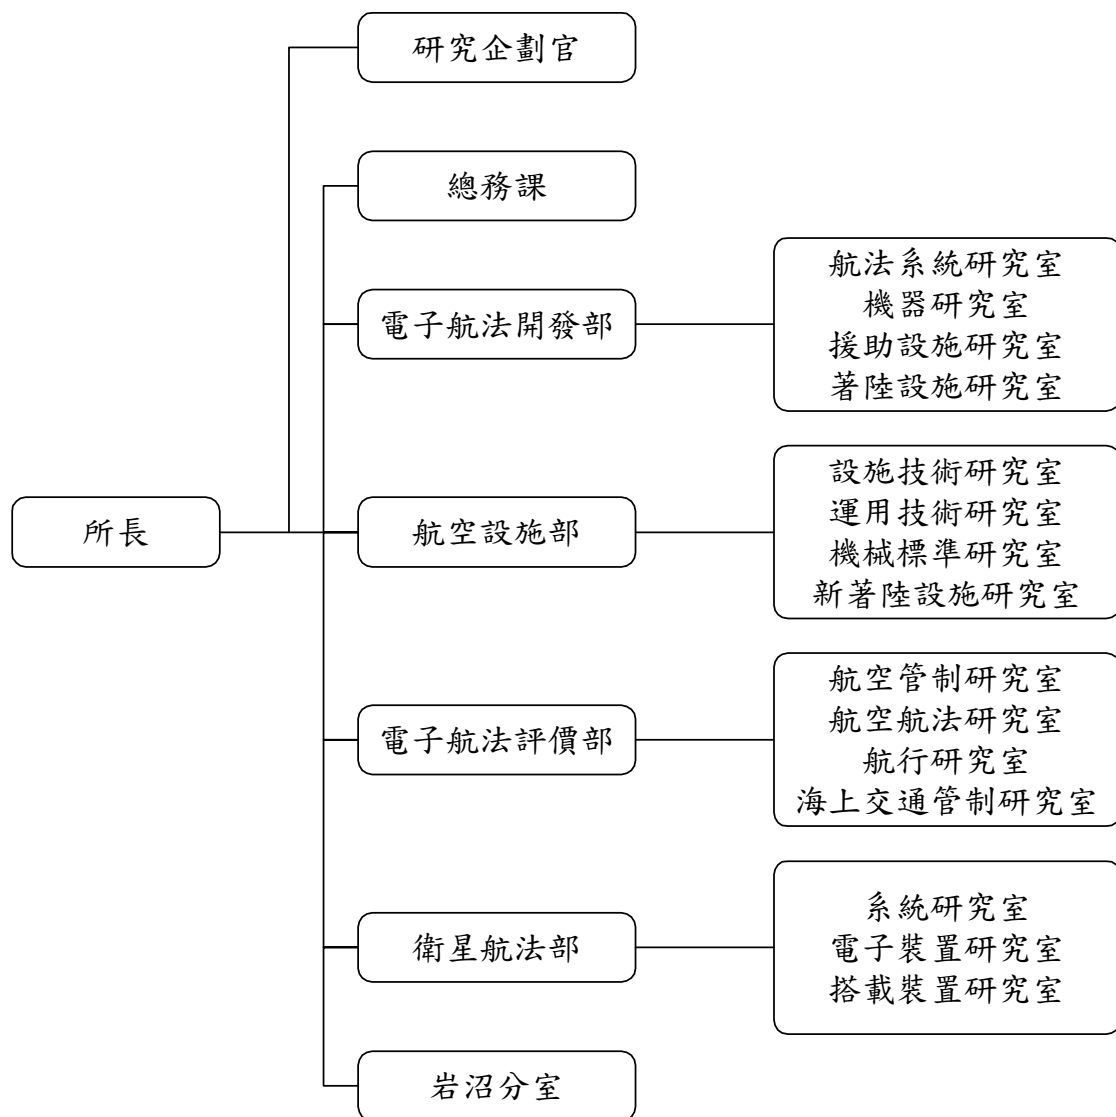 研究企劃官
總務課
電子航法開發部
航法系統研究室
機器研究室
援助設施研究室
著陸設施研究室
所長
航空設施部
設施技術研究室
運用技術研究室
機械標準研究室
新著陸設施研究室
電子航法評價部
航空管制研究室
航空航法研究室
航行研究室
海上交通管制研究室
衛星航法部
系統研究室
電子裝置研究室
搭載裝置研究室
岩沼分室